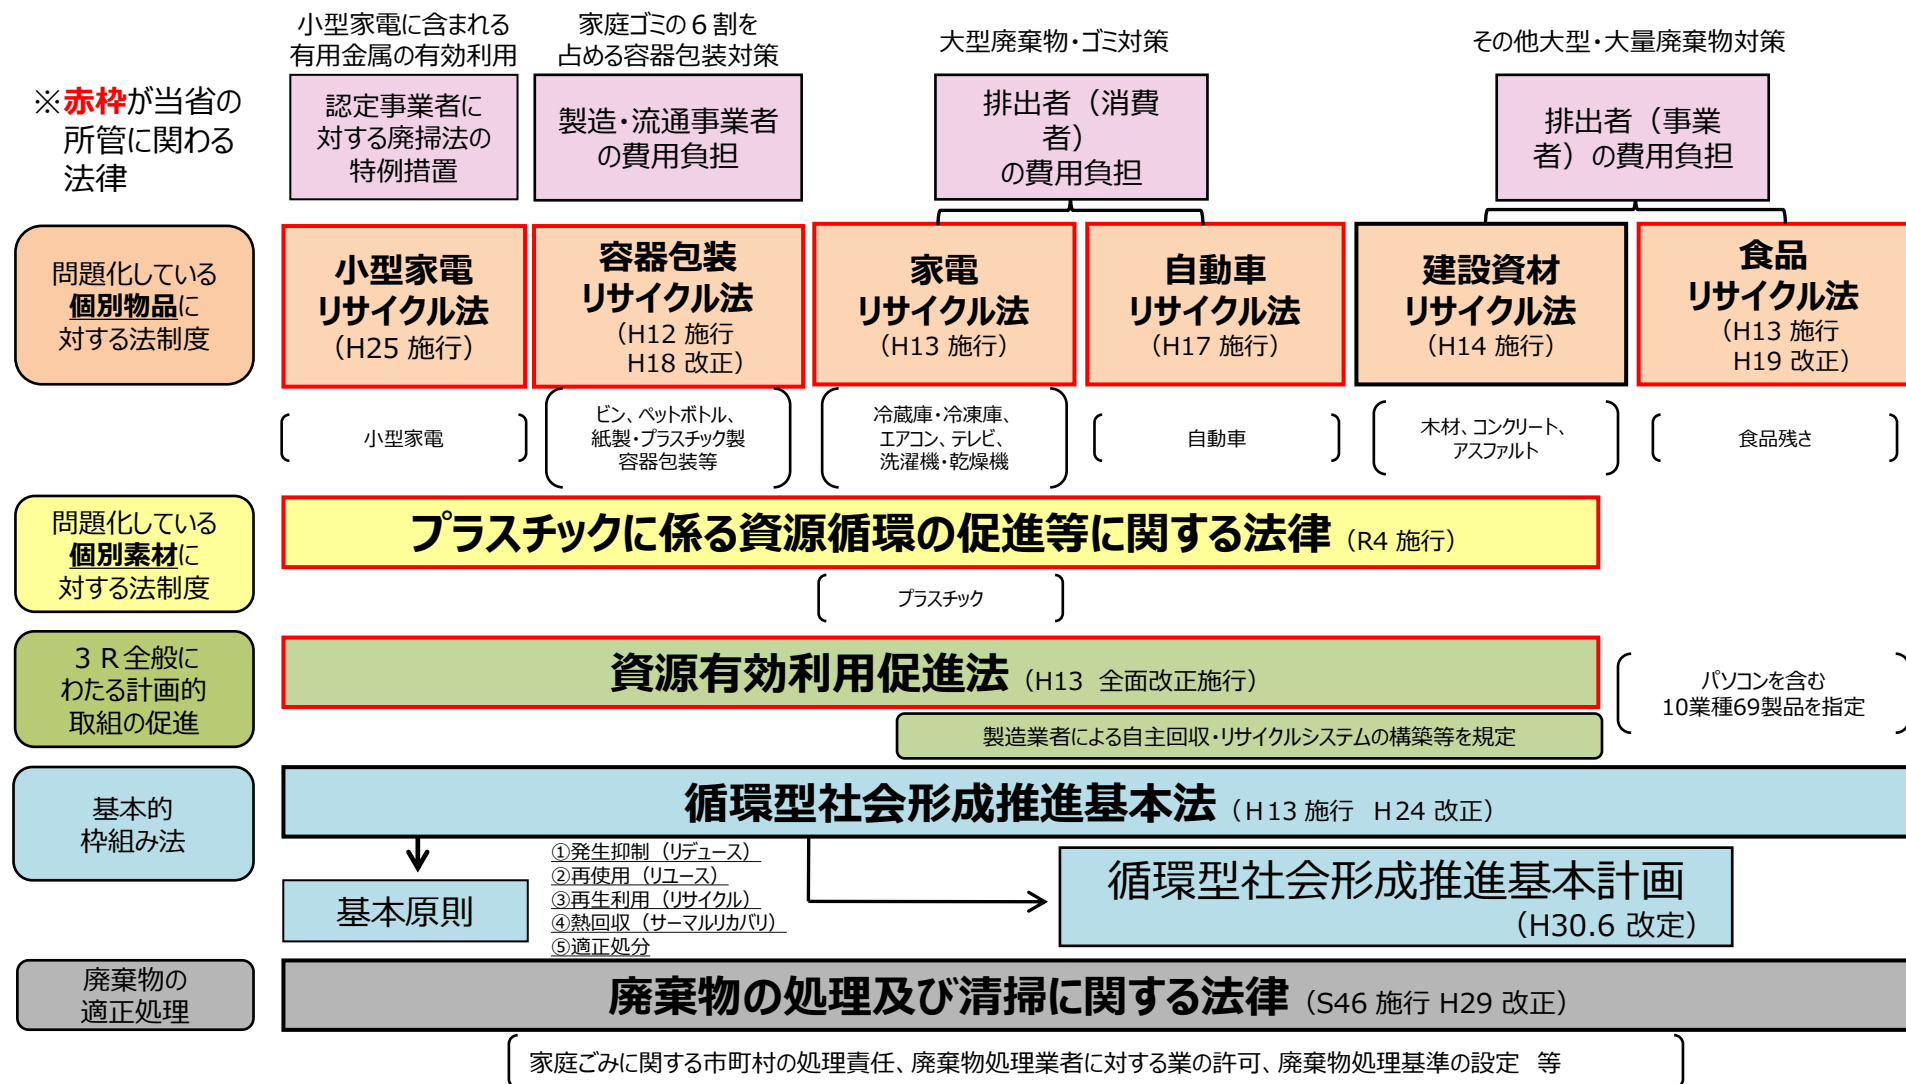 小型家電に含まれる
有用金属の有効利用
家庭ゴミの６割を
占める容器包装対策
大型廃棄物・ゴミ対策
その他大型・大量廃棄物対策
※赤枠が当省の
所管に関わる
法律
認定事業者に
対する廃掃法の
特例措置
製造・流通事業者
の費用負担
排出者（消費
者）
の費用負担
排出者（事業
者）の費用負担
問題化している
個別物品に
対する法制度
小型家電
リサイクル法
（H25 施行）
容器包装
リサイクル法
（H12 施行
H18 改正）
家電
リサイクル法
（H13 施行）
自動車
リサイクル法
（H17 施行）
建設資材
リサイクル法
（H14 施行）
食品
リサイクル法
（H13 施行
H19 改正）
小型家電
ビン、ペットボトル、
紙製・プラスチック製
容器包装等
冷蔵庫・冷凍庫、
エアコン、テレビ、
洗濯機・乾燥機
自動車
木材、コンクリート、
アスファルト
食品残さ
問題化している
個別素材に
対する法制度
プラスチックに係る資源循環の促進等に関する法律（R4 施行）
プラスチック
３Ｒ全般に
わたる計画的
取組の促進
資源有効利用促進法（H13 全面改正施行）
パソコンを含む
10業種69製品を指定
製造業者による自主回収・リサイクルシステムの構築等を規定
基本的
枠組み法
循環型社会形成推進基本法（H13 施行 H24 改正）
基本原則
①発生抑制（リデュース）
②再使用（リユース）
③再生利用（リサイクル）
④熱回収（サーマルリカバリ）
⑤適正処分
循環型社会形成推進基本計画
（H30.6 改定）
廃棄物の
適正処理
廃棄物の処理及び清掃に関する法律（S46 施行 H29 改正）
家庭ごみに関する市町村の処理責任、廃棄物処理業者に対する業の許可、廃棄物処理基準の設定 等